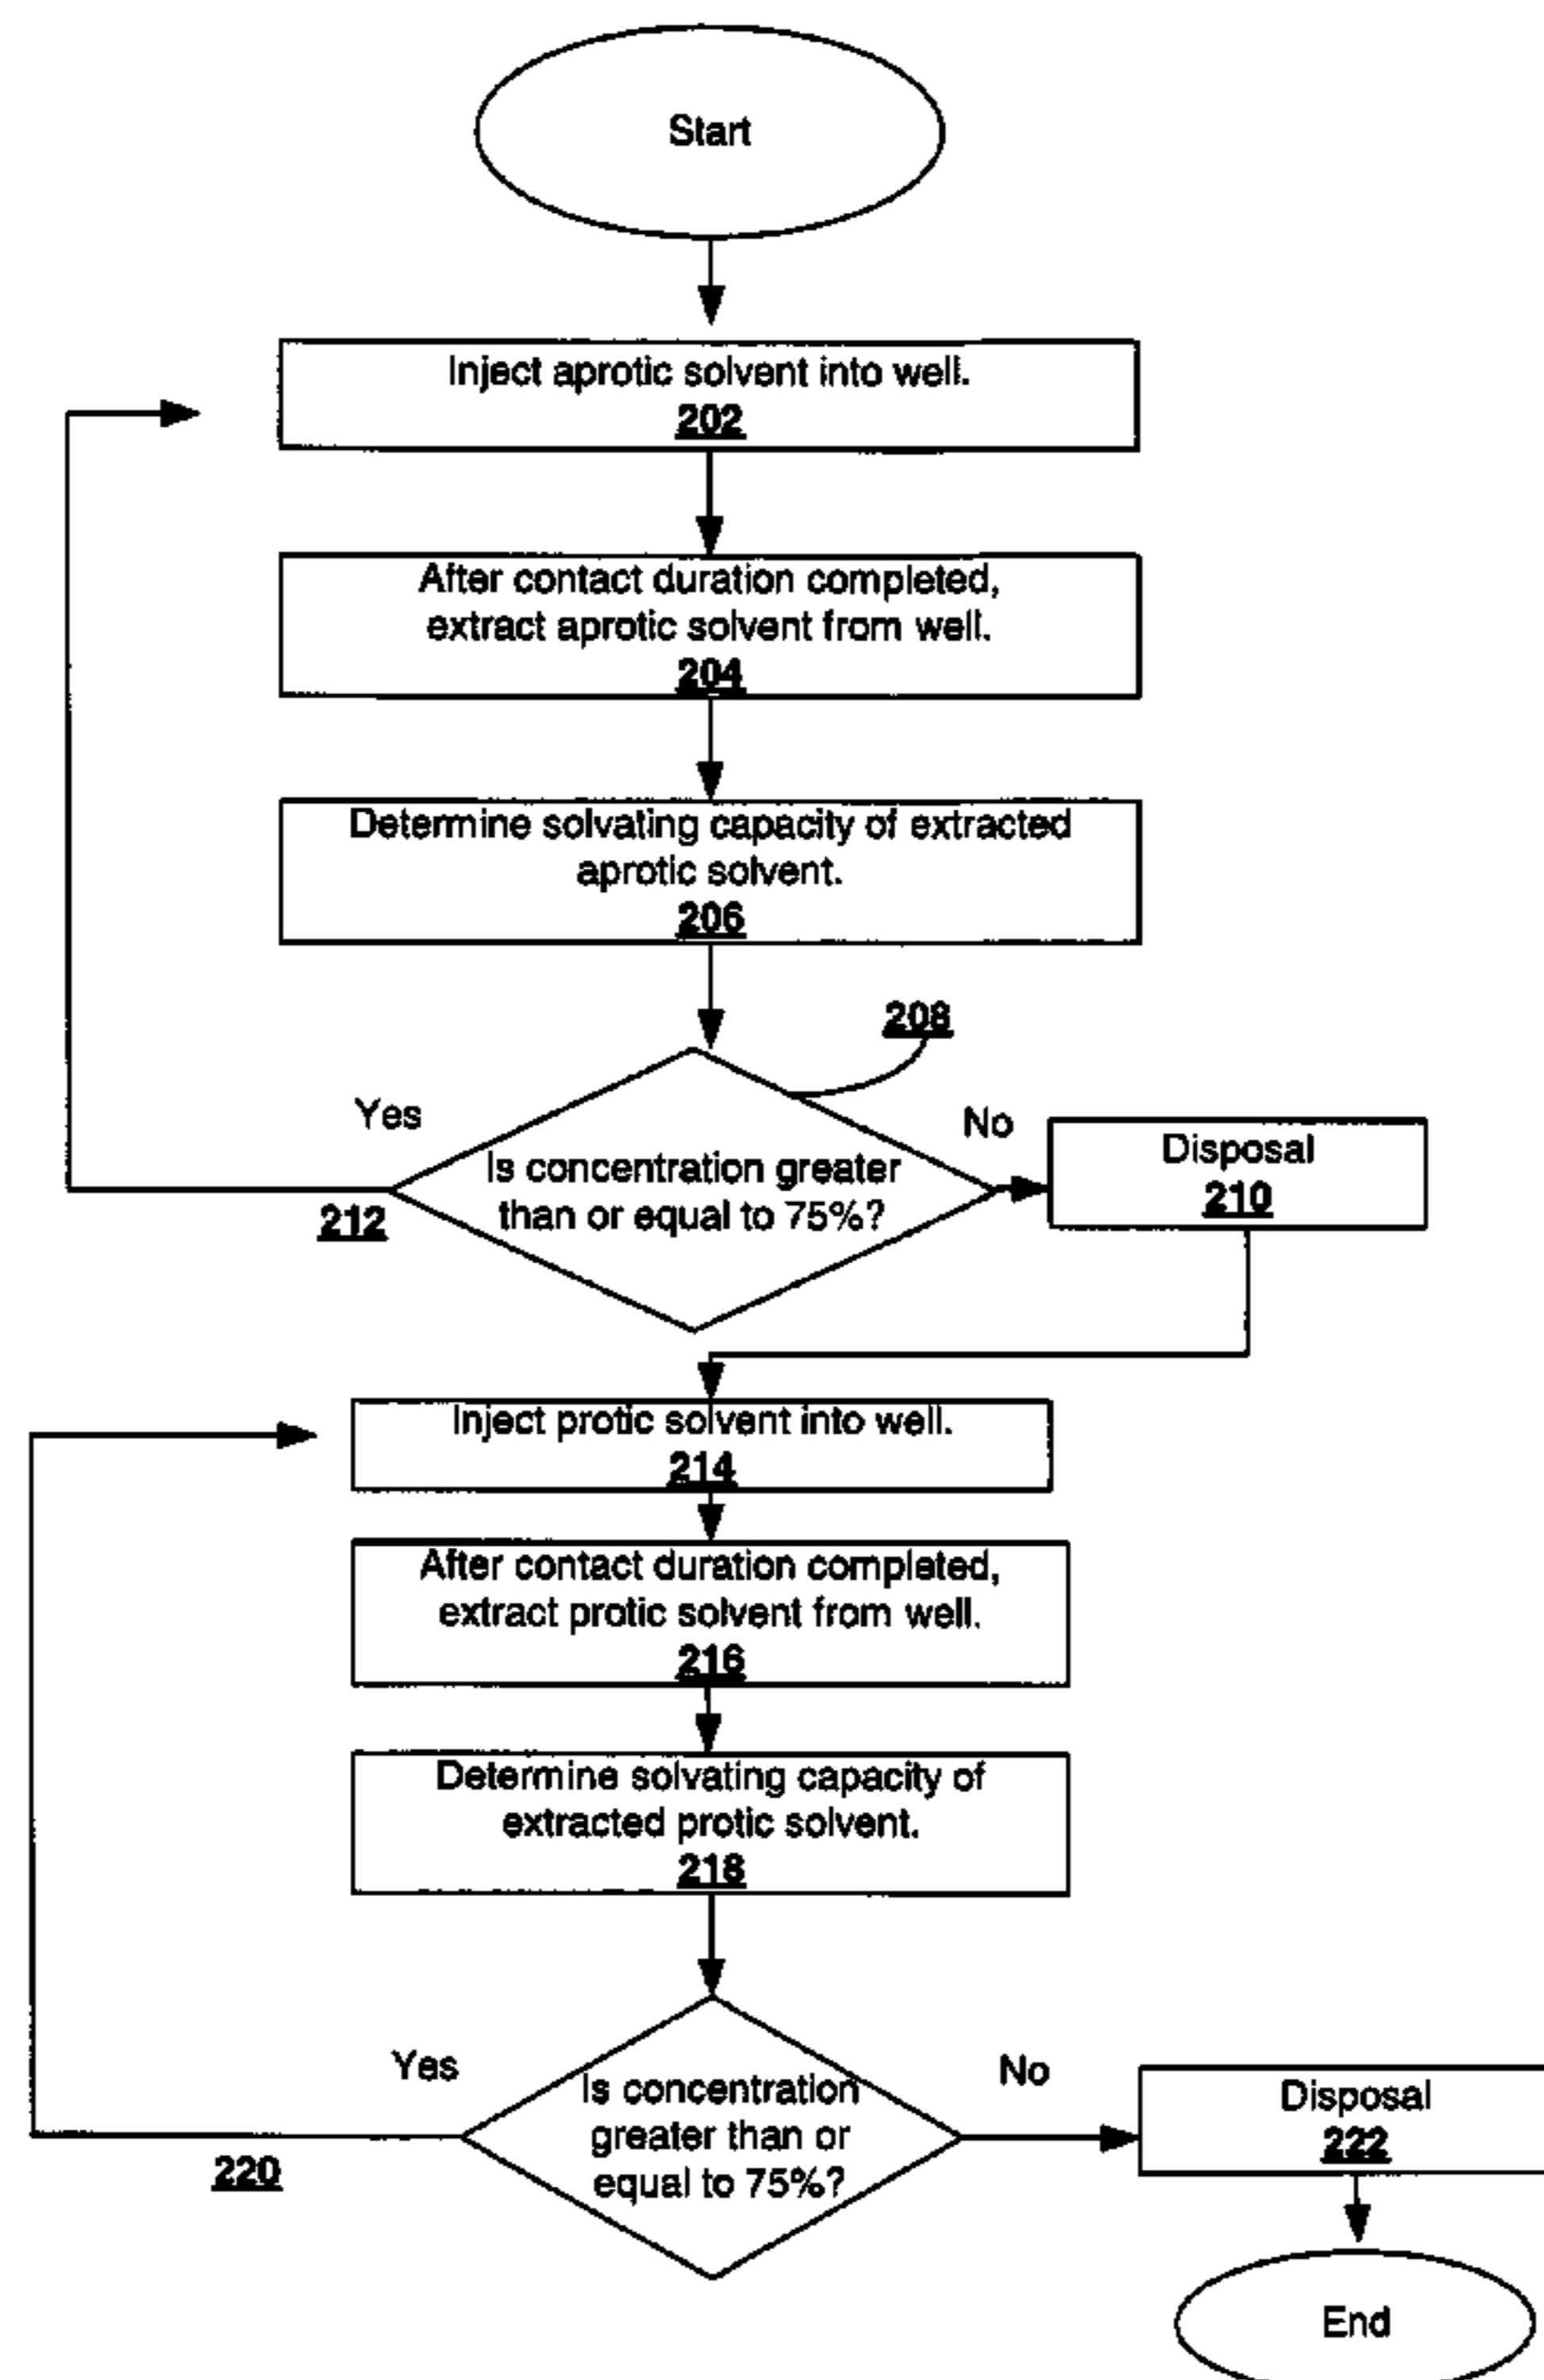 Start
Inject aprotic solvent into well.
202
After contact duration completed,
extract aprotic solvent from well.
204
Determine solvating capacity of extracted
aprotic solvent.
206
208
Yes
No
Is concentration greater
than or equal to 75%?
212
Disposal
210
Inject protic solvent into well.
214
After contact duration completed,
extract protic solvent from well.
216
Determine solvating capacity of
extracted protic solvent.
218
Yes
No
Is concentration
greater than or
equal to 75%?
220
Disposal
222
End